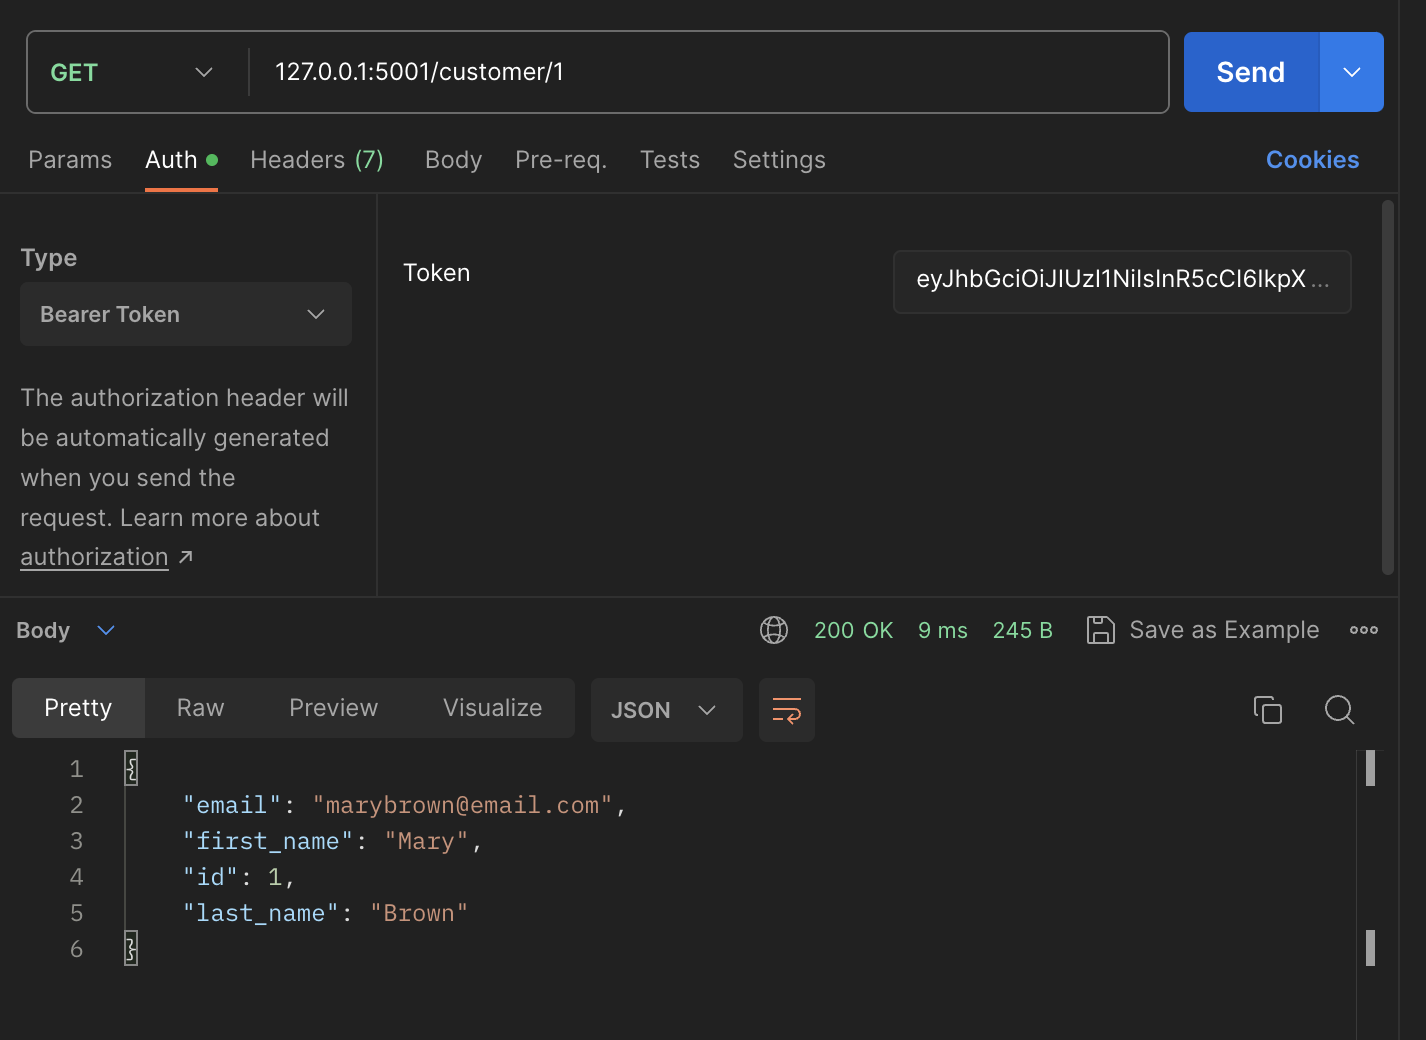 GET 127.0.0.1:5001/customer/1 Send
Params Auth Headers (7) Body Pre-req. Tests Settings Cookies
Type
Bearer Token
The authorization header will
be automatically generated
when you send the
request. Learn more about
authorization ↗
Token eyJhbGciOiJIUzI1NiIsInR5cCI6IkpX ...
Body 200 OK 9 ms 245 B Save as Example
Pretty Raw Preview Visualize JSON
1 {
2 "email": "marybrown@email.com",
3 "first_name": "Mary",
4 "id": 1,
5 "last_name": "Brown"
6 }